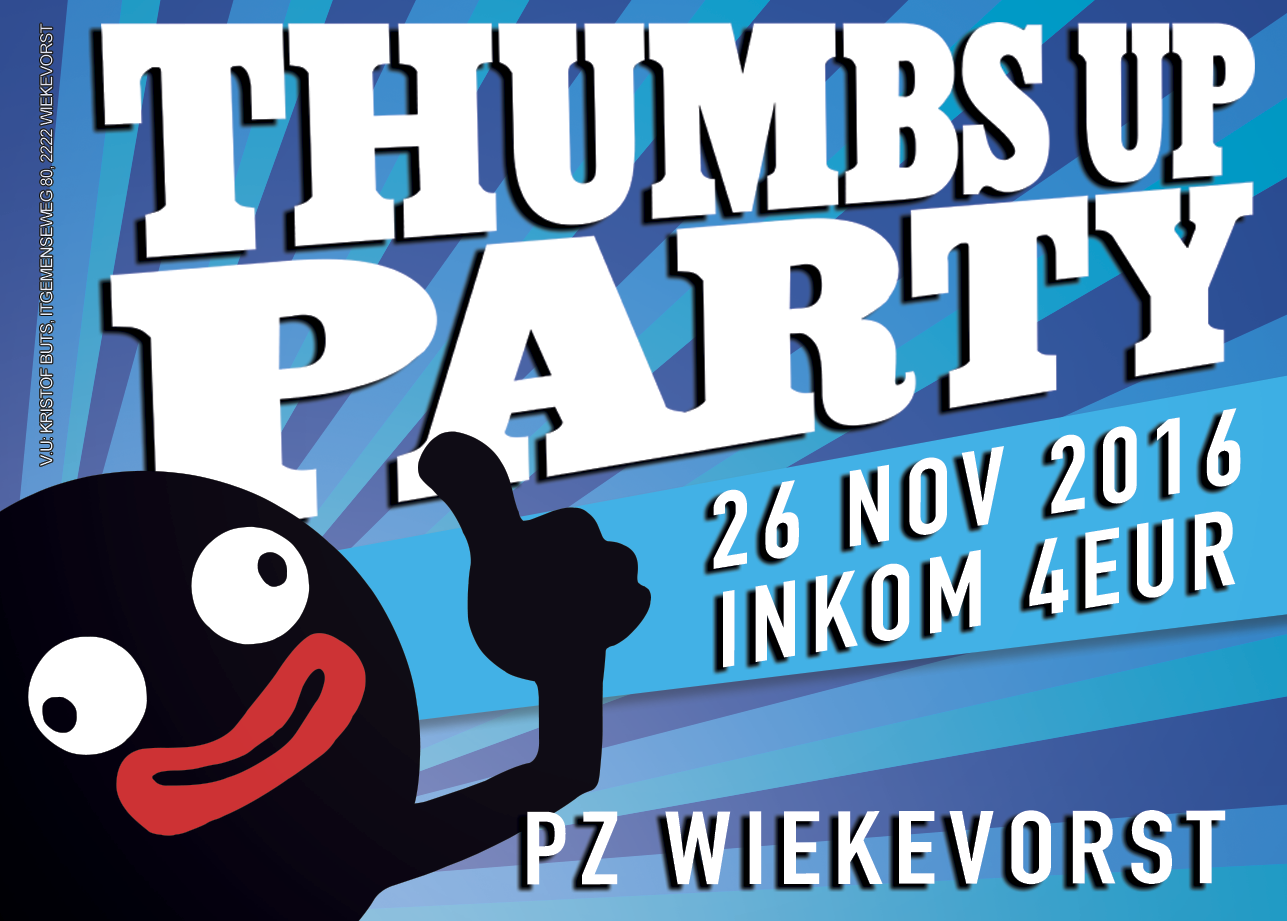 V.U: KRISTOF BUTS, ITGEMENSEWEG 80, 2222 WIEKEVORST
THUMBS UP
PARTY
26 NOV 2016
INKOM 4EUR
PZ WIEKEVORST